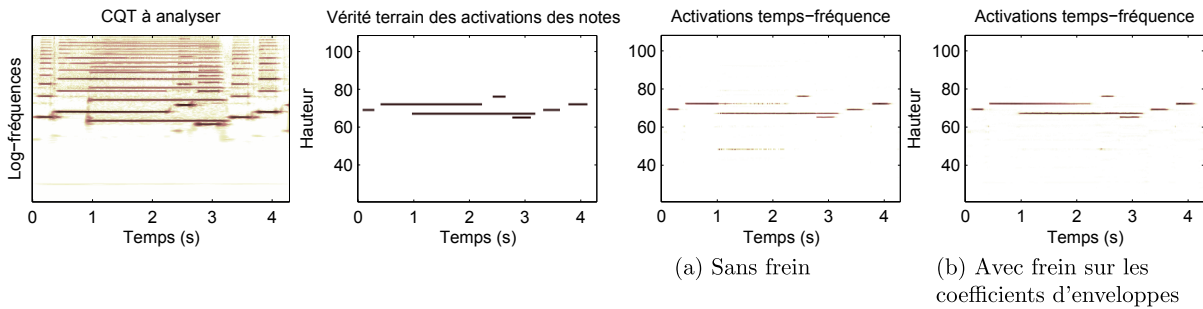 CQT à analyser
Log−fréquences
0 1 2 3 4
Temps (s)
Vérité terrain des activations des notes
Hauteur
100
80
60
40
0 1 2 3 4
Temps (s)
Activations temps−fréquence
Hauteur
100
80
60
40
0 1 2 3 4
Temps (s)
(a) Sans frein
Activations temps−fréquence
Hauteur
100
80
60
40
0 1 2 3 4
Temps (s)
(b) Avec frein sur les
coefficients d'enveloppes